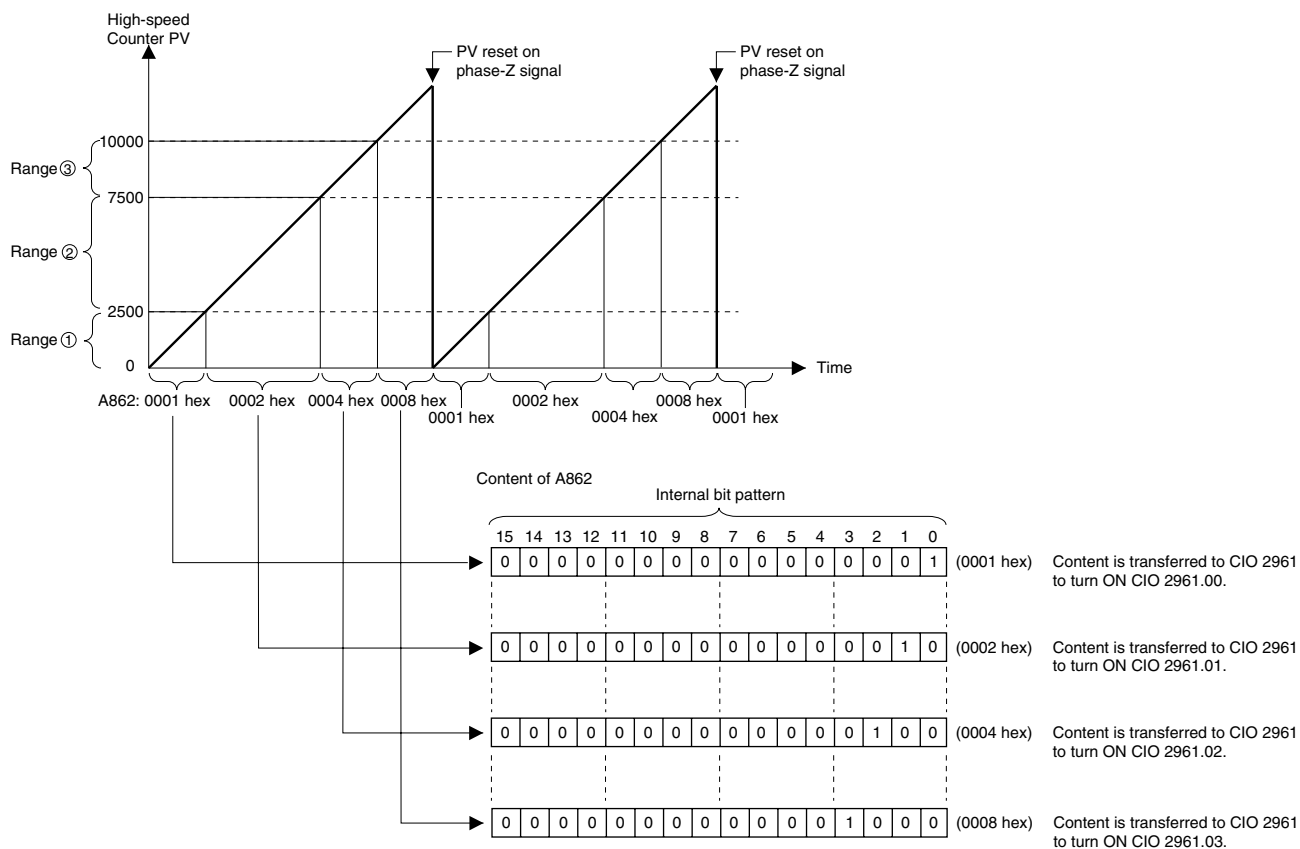 High-speed
Counter PV
PV reset on
phase-Z signal
PV reset on
phase-Z signal
10000
Range③
7500
Range②
2500
Range①
0
Time
A862: 0001 hex 0002 hex 0004 hex 0008 hex 0001 hex 0002 hex 0004 hex 0008 hex 0001 hex
Content of A862
Internal bit pattern
15 14 13 12 11 10 9 8 7 6 5 4 3 2 1 0
0 0 0 0 0 0 0 0 0 0 0 0 0 0 0 1 (0001 hex) Content is transferred to CIO 2961
to turn ON CIO 2961.00.
0 0 0 0 0 0 0 0 0 0 0 0 0 0 1 0 (0002 hex) Content is transferred to CIO 2961
to turn ON CIO 2961.01.
0 0 0 0 0 0 0 0 0 0 0 0 0 1 0 0 (0004 hex) Content is transferred to CIO 2961
to turn ON CIO 2961.02.
0 0 0 0 0 0 0 0 0 0 0 0 1 0 0 0 (0008 hex) Content is transferred to CIO 2961
to turn ON CIO 2961.03.